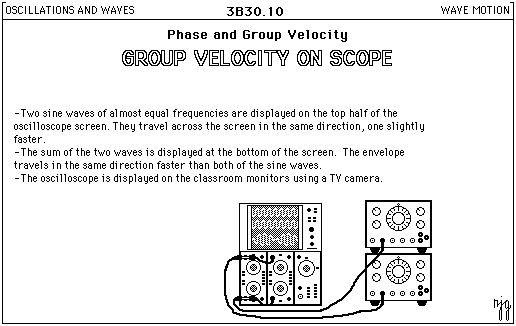 OSCILLATIONS AND WAVES 3B30.10 WAVE MOTION
Phase and Group Velocity
GROUP VELOCITY ON SCOPE
-Two sine waves of almost equal frequencies are displayed on the top half of the
oscilloscope screen. They travel across the screen in the same direction, one slightly
faster.
-The sum of the two waves is displayed at the bottom of the screen. The envelope
travels in the same direction faster than both of the sine waves.
-The oscilloscope is displayed on the classroom monitors using a TV camera.